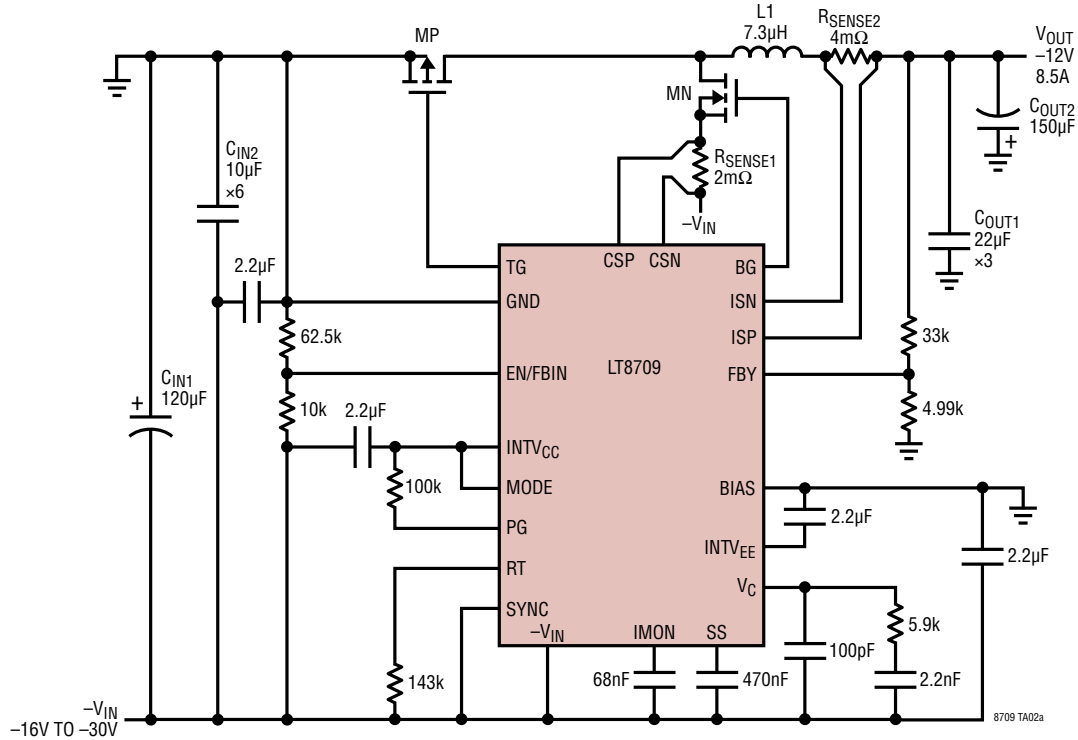 MP
L1
7.3µH
RSENSE2
4mΩ
VOUT
–12V
8.5A
MN
COUT2
150µF
+
CIN2
10µF
×6
RSENSE1
2mΩ
–VIN
COUT1
22µF
×3
2.2µF
TG
CSP
CSN
BG
GND
ISN
62.5k
ISP
33k
LT8709
EN/FBIN
FBY
CIN1
120µF
+
10k
2.2µF
4.99k
INTVCC
100k
MODE
BIAS
2.2µF
PG
INTVEE
2.2µF
RT
VC
SYNC
5.9k
–VIN
IMON
SS
100pF
143k
68nF
470nF
2.2nF
–VIN
–16V TO –30V
8709 TA02a